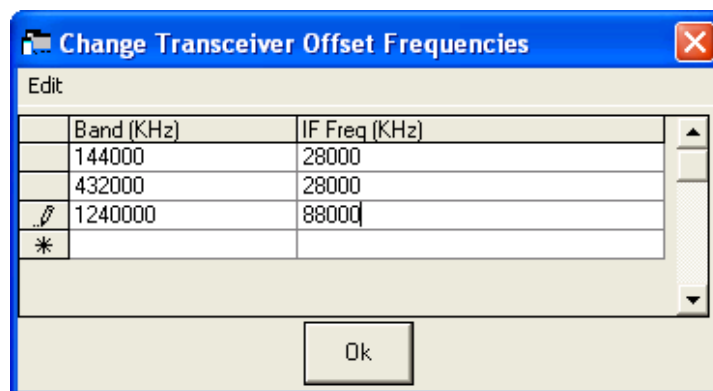 Change Transceiver Offset Frequencies
Edit
Band (KHz) IF Freq (KHz)
144000 28000
432000 28000
1240000 88000
Ok